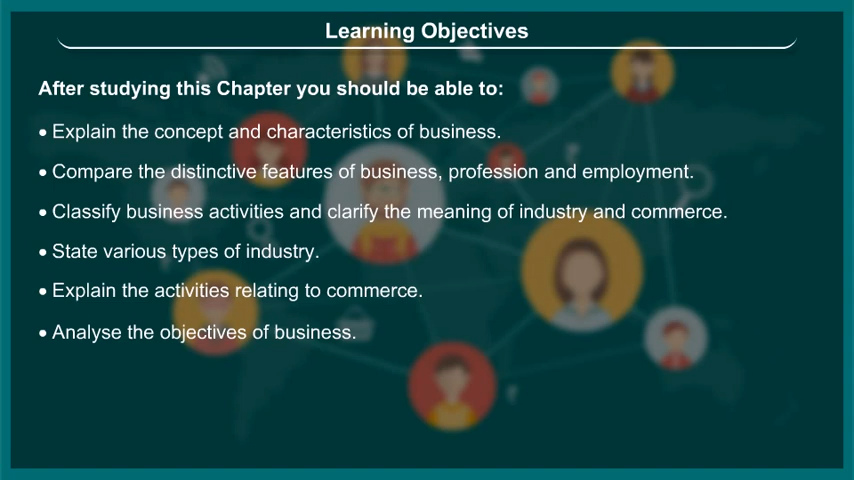 Learning Objectives
After studying this Chapter you should be able to:
• Explain the concept and characteristics of business.
• Compare the distinctive features of business, profession and employment.
• Classify business activities and clarify the meaning of industry and commerce.
• State various types of industry.
• Explain the activities relating to commerce.
• Analyse the objectives of business.